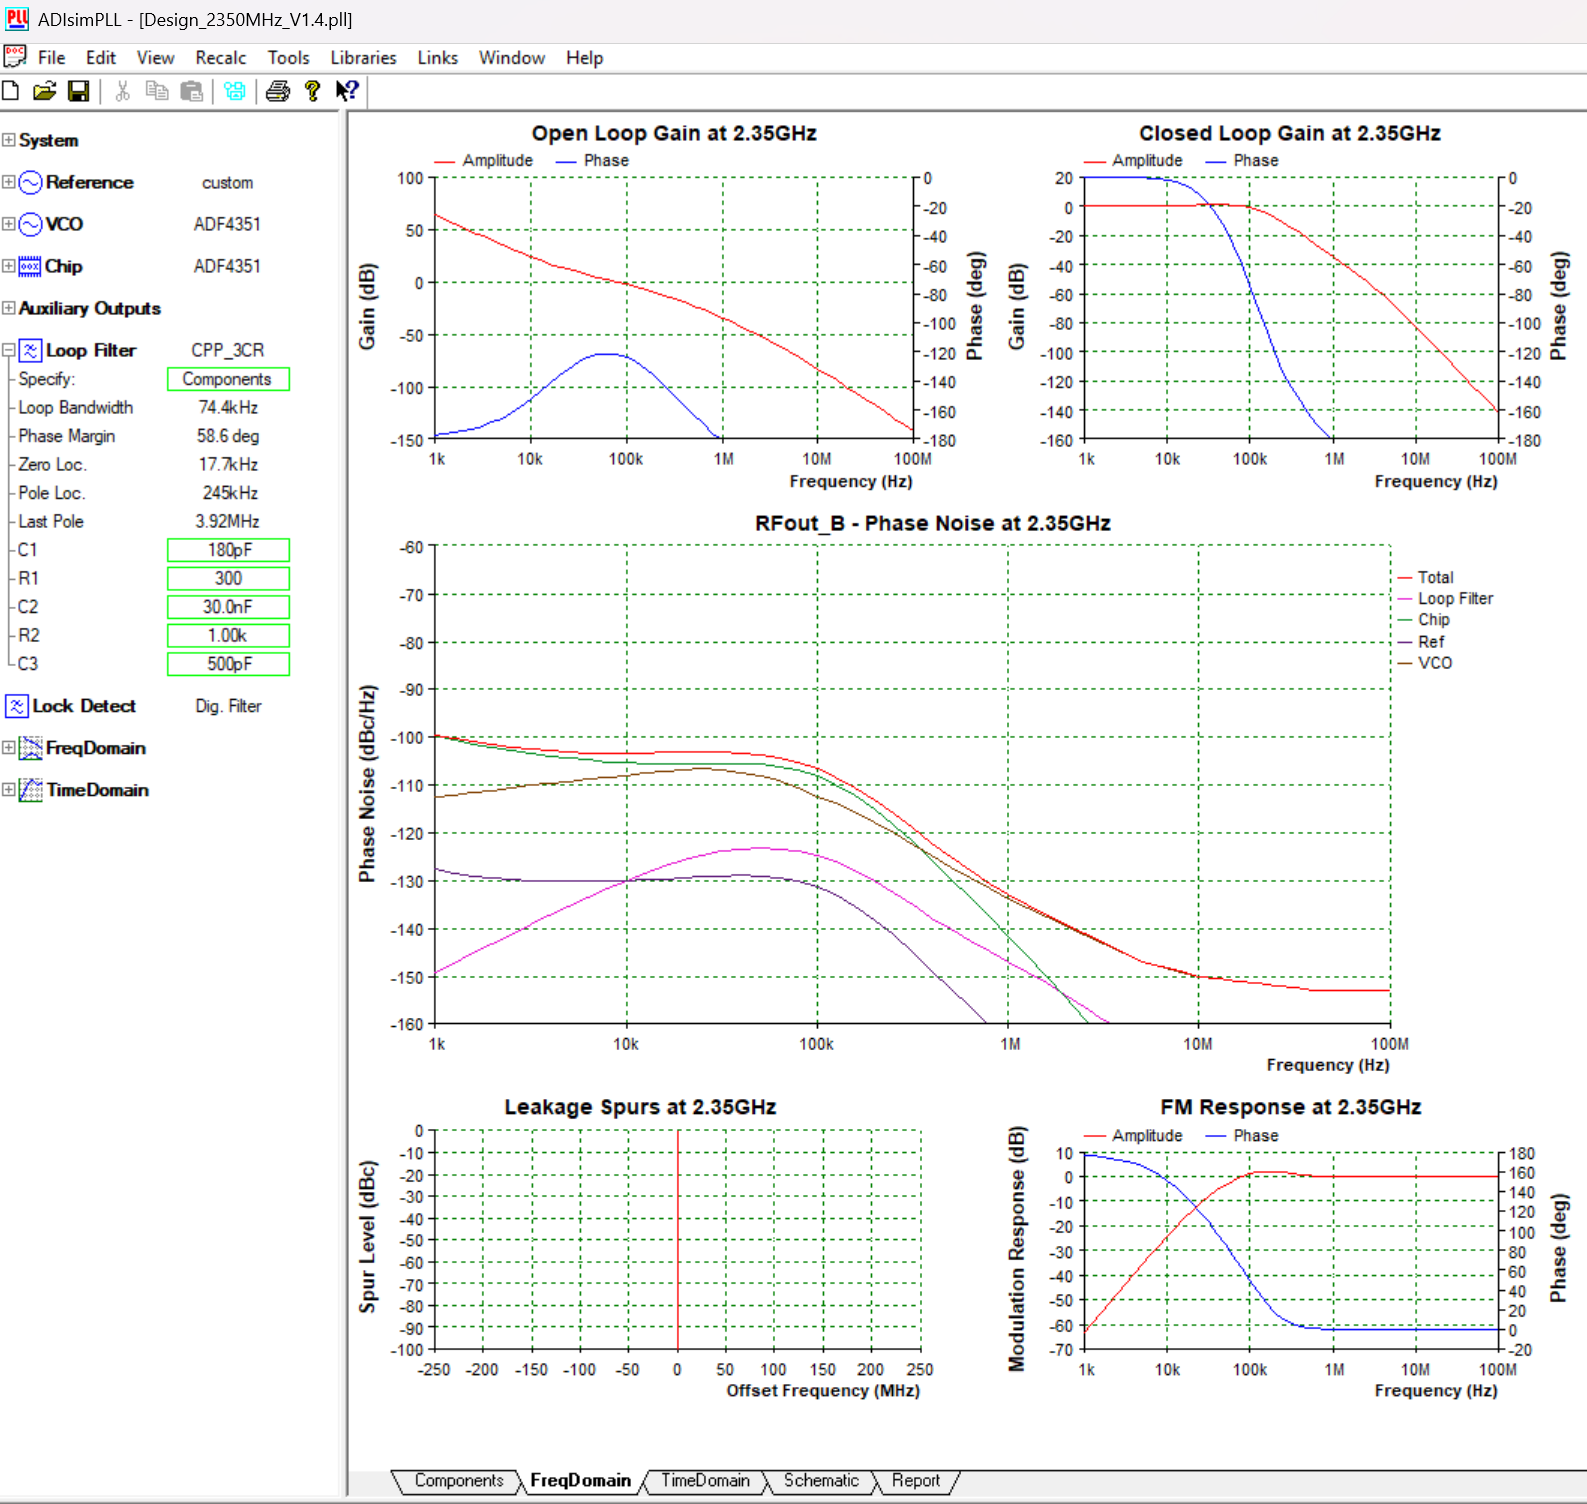 ADIsimPLL - [Design_2350MHz_V1.4.pll]
File Edit View Recalc Tools Libraries Links Window Help
System
Reference custom
VCO ADF4351
Chip ADF4351
Auxiliary Outputs
Loop Filter CPP_3CR
Specify: Components
Loop Bandwidth 74.4kHz
Phase Margin 58.6 deg
Zero Loc. 17.7kHz
Pole Loc. 245kHz
Last Pole 3.92MHz
C1 180pF
R1 300
C2 30.0nF
R2 1.00k
C3 500pF
Lock Detect Dig. Filter
FreqDomain
TimeDomain
Open Loop Gain at 2.35GHz
Amplitude Phase
100 50 0 -50 -100 -150
Gain (dB)
0 -20 -40 -60 -80 -100 -120 -140 -160 -180
Phase (deg)
1k 10k 100k 1M 10M 100M
Frequency (Hz)
Closed Loop Gain at 2.35GHz
Amplitude Phase
20 0 -20 -40 -60 -80 -100 -120 -140 -160
Gain (dB)
0 -20 -40 -60 -80 -100 -120 -140 -160 -180
Phase (deg)
1k 10k 100k 1M 10M 100M
Frequency (Hz)
RFout_B - Phase Noise at 2.35GHz
-60 -70 -80 -90 -100 -110 -120 -130 -140 -150 -160
Phase Noise (dBc/Hz)
Total
Loop Filter
Chip
Ref
VCO
1k 10k 100k 1M 10M 100M
Frequency (Hz)
Leakage Spurs at 2.35GHz
0 -10 -20 -30 -40 -50 -60 -70 -80 -90 -100
Spur Level (dBc)
-250 -200 -150 -100 -50 0 50 100 150 200 250
Offset Frequency (MHz)
FM Response at 2.35GHz
Amplitude Phase
10 0 -10 -20 -30 -40 -50 -60 -70
Modulation Response (dB)
180 160 140 120 100 80 60 40 20 0 -20
Phase (deg)
1k 10k 100k 1M 10M 100M
Frequency (Hz)
Components FreqDomain TimeDomain Schematic Report